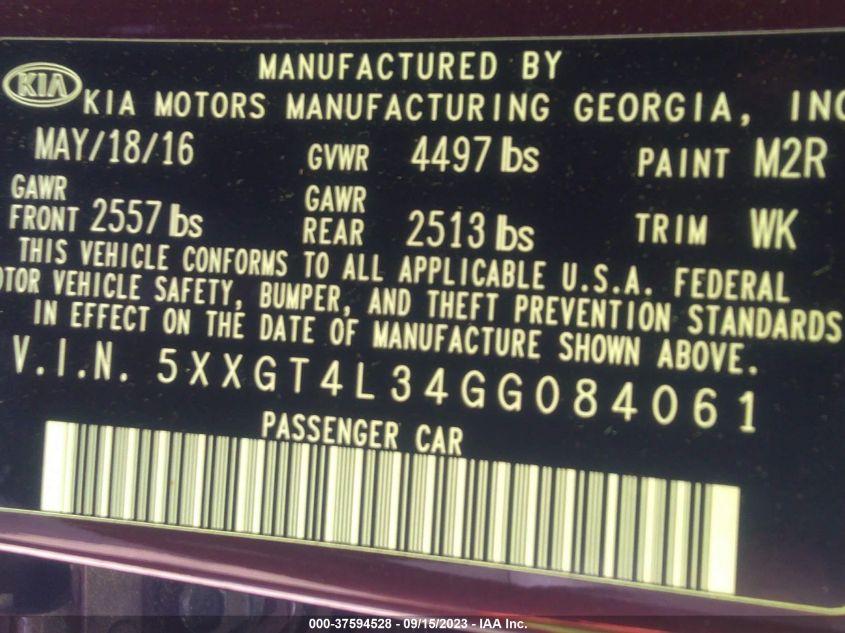 MANUFACTURED BY
KIA KIA MOTORS MANUFACTURING GEORGIA, INC
MAY/18/16 GVWR 4497 lbs PAINT M2R
GAWR FRONT 2557 lbs GAWR REAR 2513 lbs TRIM WK
THIS VEHICLE CONFORMS TO ALL APPLICABLE U.S.A. FEDERAL
OTOR VEHICLE SAFETY, BUMPER, AND THEFT PREVENTION STANDARDS
IN EFFECT ON THE DATE OF MANUFACTURE SHOWN ABOVE.
V.I.N. 5XXGT4L34GG084061
PASSENGER CAR
000-37594528 - 09/15/2023 - IAA Inc.